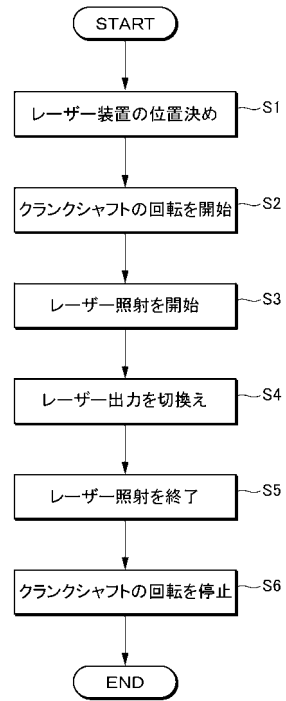 START
レーザー装置の位置決め
S1
クランクシャフトの回転を開始
S2
レーザー照射を開始
S3
レーザー出力を切換え
S4
レーザー照射を終了
S5
クランクシャフトの回転を停止
S6
END